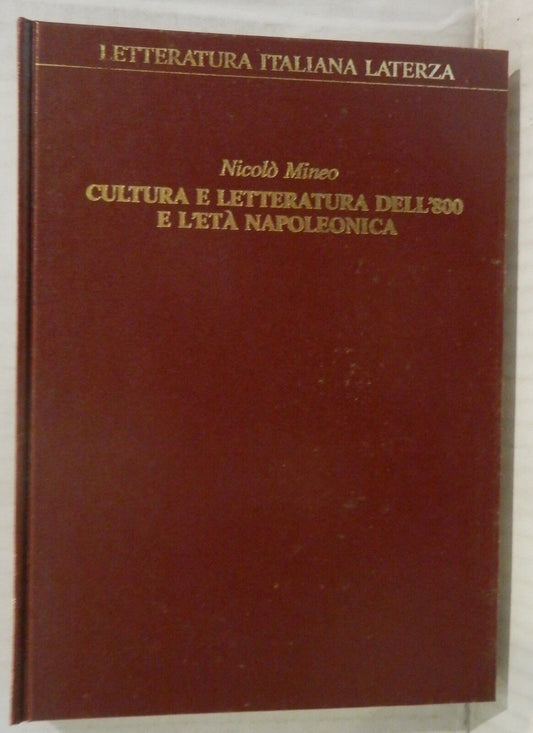 LETTERATURA ITALIANA LATERZA
Nicolò Mineo
CULTURA E LETTERATURA DELL'800
E L'ETÀ NAPOLEONICA